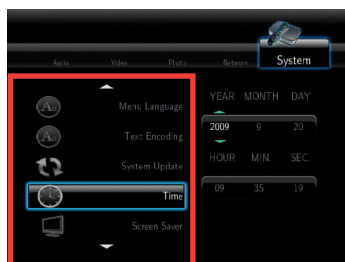 Audio Video Photo Network System
Menu Language
Text Encoding
System Update
Time
Screen Saver
YEAR MONTH DAY
2009 9 20
HOUR MIN. SEC.
09 35 19